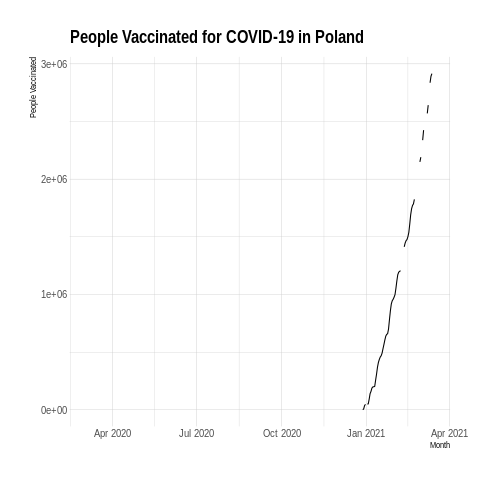 People Vaccinated for COVID-19 in Poland
People Vaccinated
3e+06
2e+06
1e+06
0e+00
Apr 2020 Jul 2020 Oct 2020 Jan 2021 Apr 2021
Month